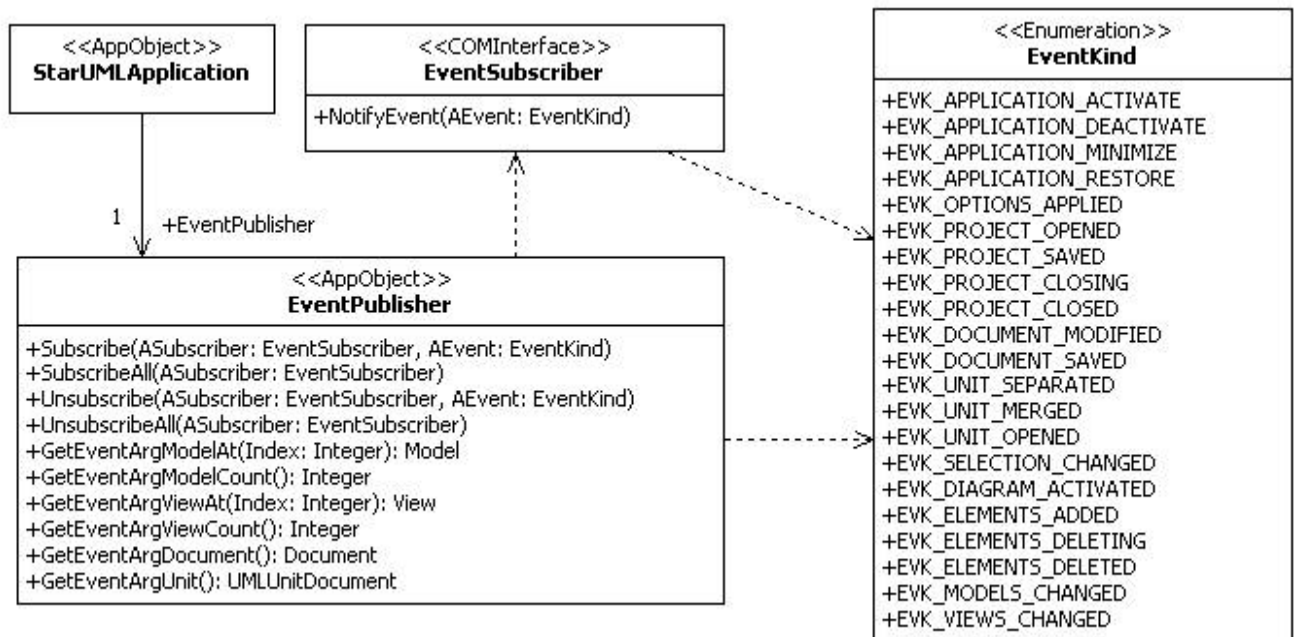 <<AppObject>>
StarUMLApplication
<<COMInterface>>
EventSubscriber
+NotifyEvent(AEvent: EventKind)
1
+EventPublisher
<<AppObject>>
EventPublisher
+Subscribe(ASubscriber: EventSubscriber, AEvent: EventKind)
+SubscribeAll(ASubscriber: EventSubscriber)
+Unsubscribe(ASubscriber: EventSubscriber, AEvent: EventKind)
+UnsubscribeAll(ASubscriber: EventSubscriber)
+GetEventArgModelAt(Index: Integer): Model
+GetEventArgModelCount(): Integer
+GetEventArgViewAt(Index: Integer): View
+GetEventArgViewCount(): Integer
+GetEventArgDocument(): Document
+GetEventArgUnit(): UMLUnitDocument
<<Enumeration>>
EventKind
+EVK_APPLICATION_ACTIVATE
+EVK_APPLICATION_DEACTIVATE
+EVK_APPLICATION_MINIMIZE
+EVK_APPLICATION_RESTORE
+EVK_OPTIONS_APPLIED
+EVK_PROJECT_OPENED
+EVK_PROJECT_SAVED
+EVK_PROJECT_CLOSING
+EVK_PROJECT_CLOSED
+EVK_DOCUMENT_MODIFIED
+EVK_DOCUMENT_SAVED
+EVK_UNIT_SEPARATED
+EVK_UNIT_MERGED
+EVK_UNIT_OPENED
+EVK_SELECTION_CHANGED
+EVK_DIAGRAM_ACTIVATED
+EVK_ELEMENTS_ADDED
+EVK_ELEMENTS_DELETING
+EVK_ELEMENTS_DELETED
+EVK_MODELS_CHANGED
+EVK_VIEWS_CHANGED